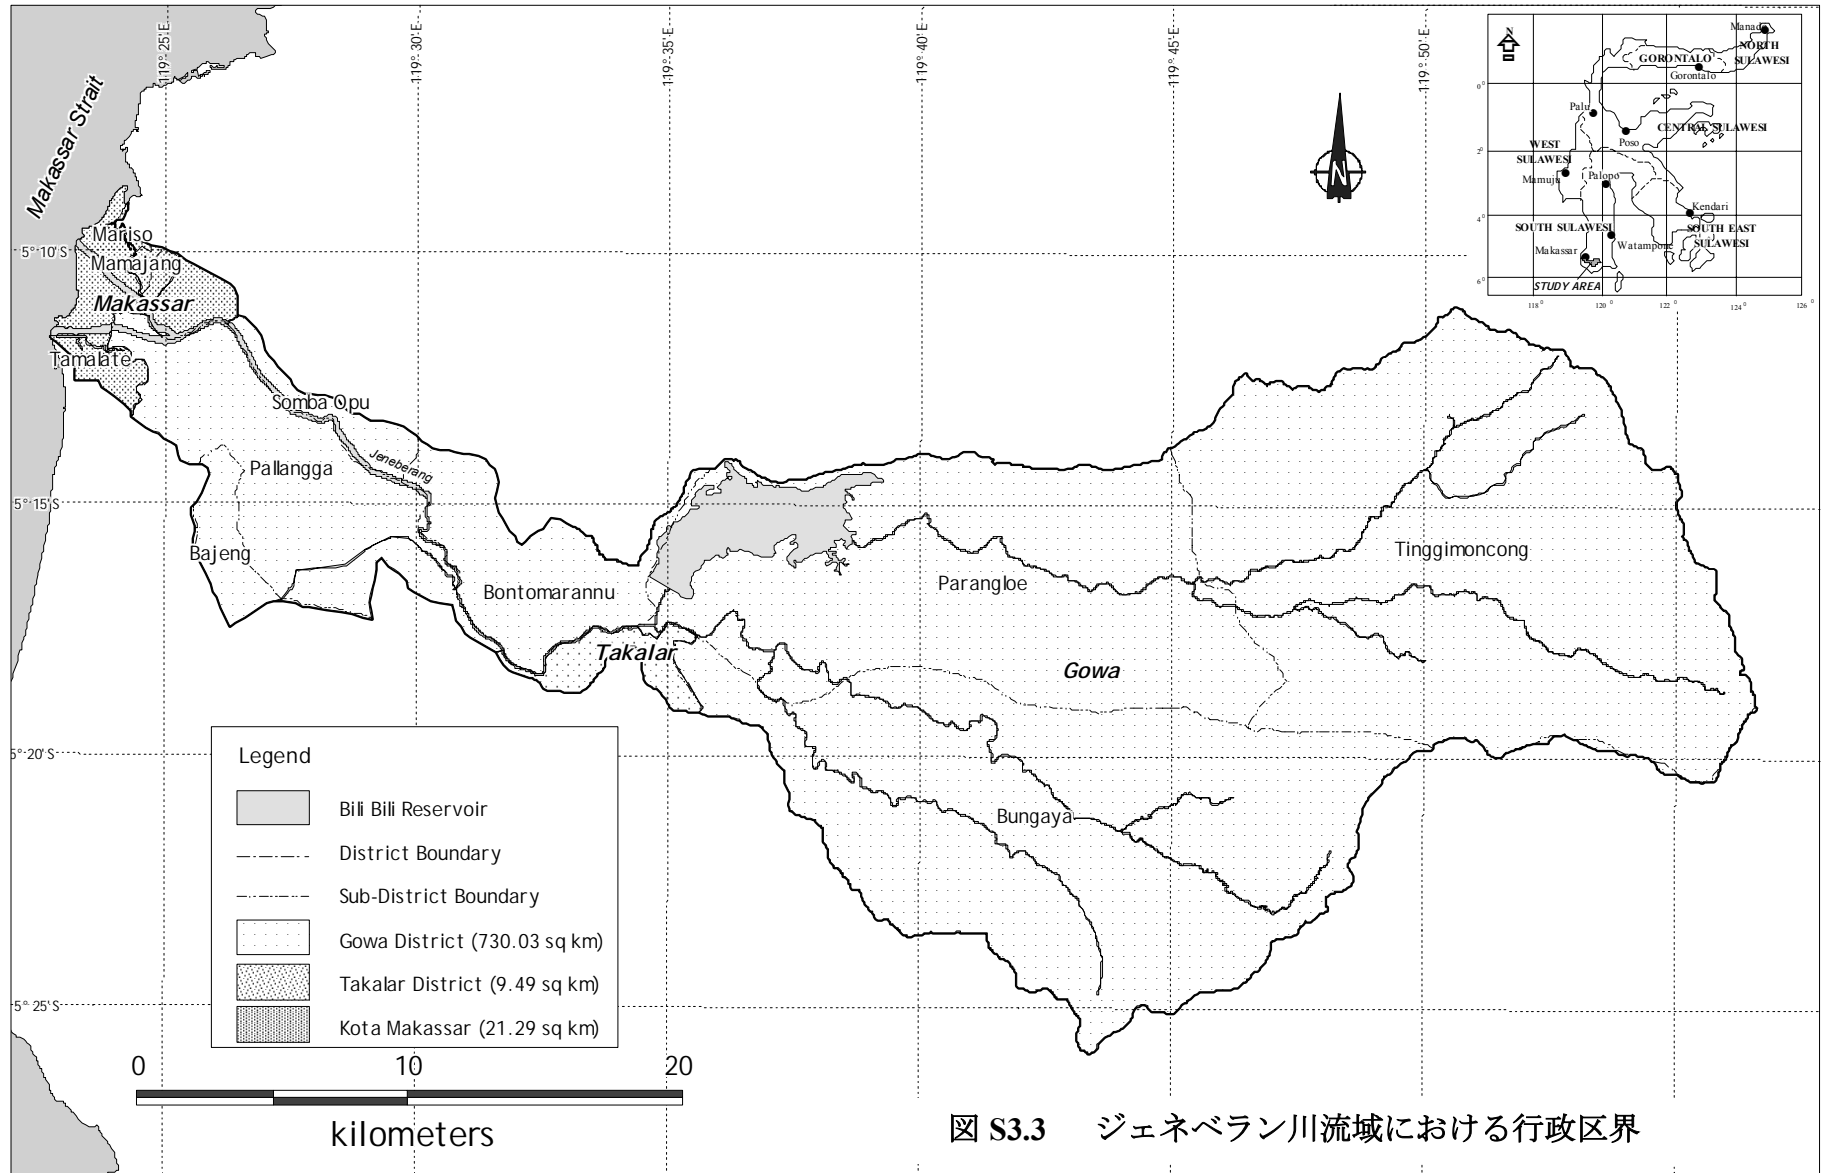 119° 25' E
119° 30' E
119° 35' E
119° 40' E
119° 45' E
119° 50' E
N
Manado
NORTH
SULAWESI
GORONTALO
Gorontalo
0°
Palu
CENTRAL SULAWESI
Poso
2°
WEST
SULAWESI
Mamuju
Palopo
4°
Kendari
SOUTH SULAWESI
SOUTH EAST
SULAWESI
Watampone
Makassar
6°
STUDY AREA
118°
120°
122°
124°
126°
N
Makassar Strait
Mariso
5° 10' S
Mamajang
Makassar
Tamalate
Somba Opu
Pallangga
Jeneberang
5° 15' S
Bajeng
Bontomarannu
Parangloe
Tinggimoncong
Takalar
Gowa
5° 20' S
Bungaya
5° 25' S
Legend
Bili Bili Reservoir
District Boundary
Sub-District Boundary
Gowa District (730.03 sq km)
Takalar District (9.49 sq km)
Kota Makassar (21.29 sq km)
0 10 20
kilometers
図 S3.3 ジェネベラン川流域における行政区界